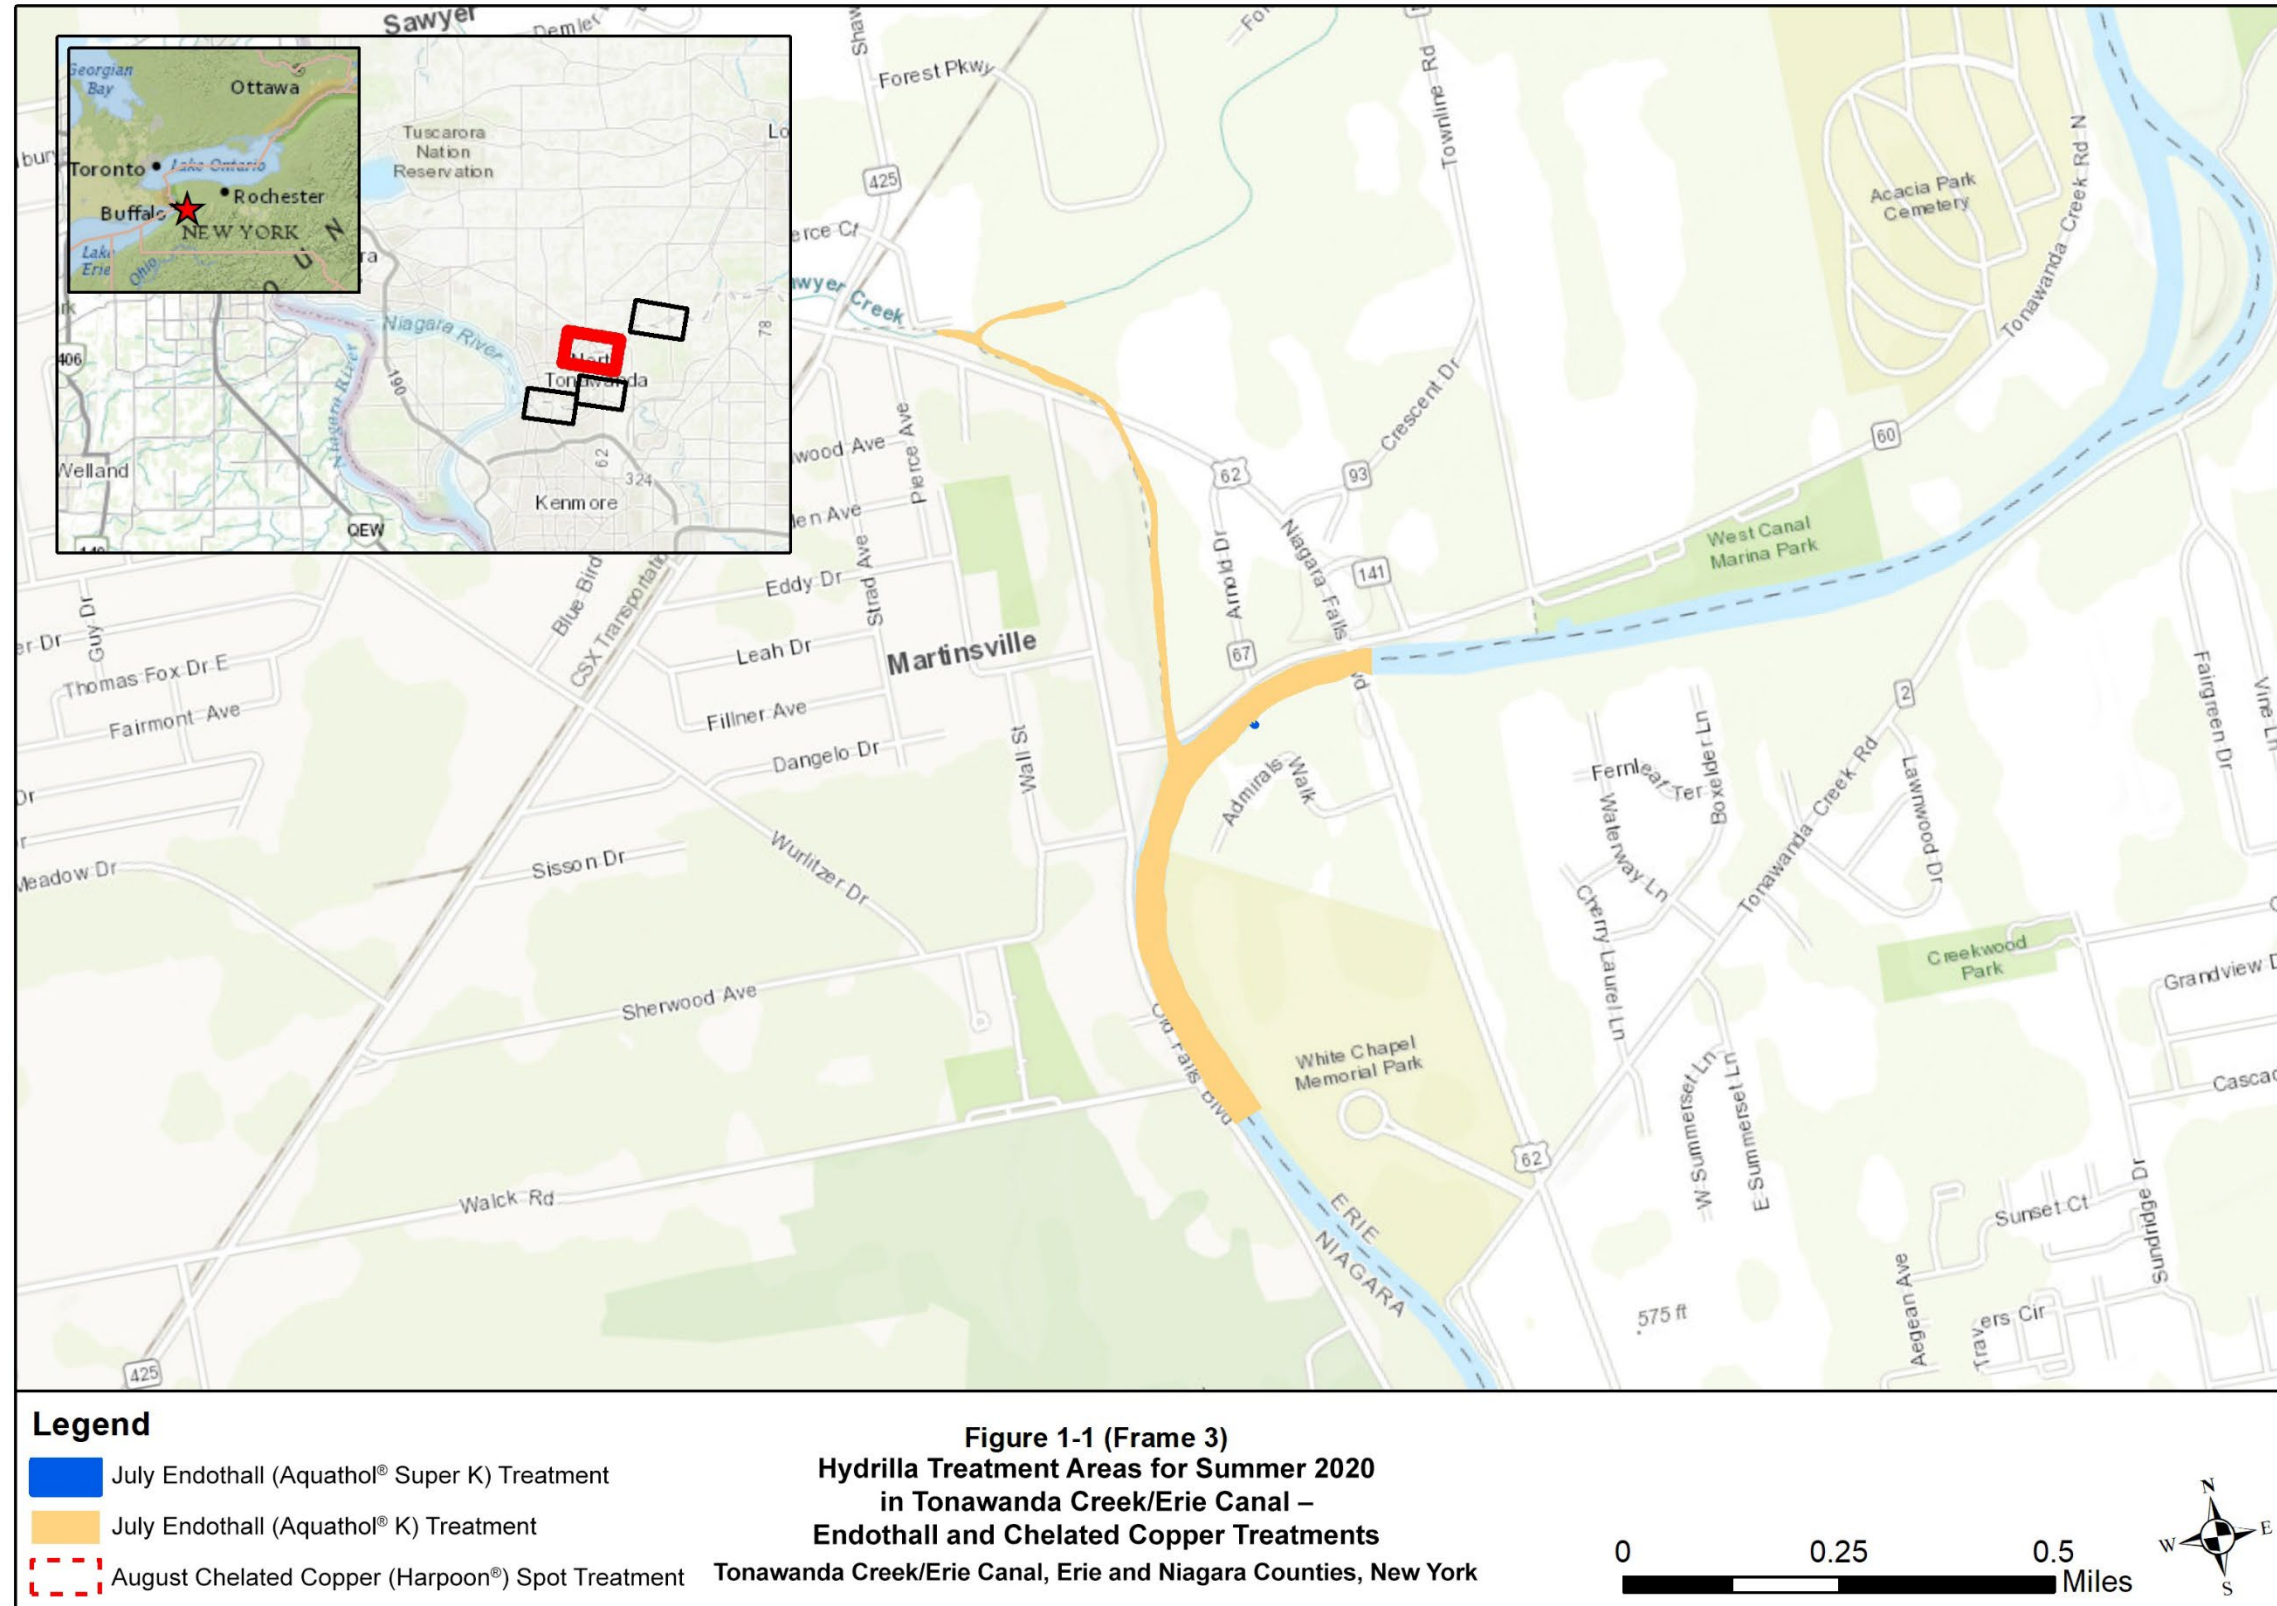 Sawyer
Demler
Georgian
Bay
Ottawa
Toronto
Lake Ontario
Rochester
Buffalo
NEW YORK
Lake
Erie
Ohio
Tuscarora
Nation
Reservation
Niagara River
Niagara River
190
406
Welland
QEW
North
Tonawanda
62
324
78
Kenmore
Forest Pkwy
425
Townline Rd
Acacia Park
Cemetery
Tonawanda Creek Rd N
Creek
Pierce Ave
62
93
Crescent Dr
60
West Canal
Marina Park
Niagara Falls
Arnold Dr
141
67
Blue Bird
CSX Transportation
Eddy Dr
Strad Ave
Leah Dr
Martinsville
Guy Dr
Thomas Fox Dr E
Fairmont Ave
Fillner Ave
Dangelo Dr
Wall St
Admirals Walk
Fernleaf Ter
Boxelder Ln
Waterway Ln
Cherry Laurel Ln
2
Tonawanda Creek Rd
Lawnwood Dr
Fairgreen Dr
Vine Ln
Meadow Dr
Sisson Dr
Wurlitzer Dr
Creekwood
Park
Grandview
Sherwood Ave
Old Falls Blvd
White Chapel
Memorial Park
W Summerset Ln
E Summerset Ln
62
Walck Rd
ERIE
NIAGARA
Sunset Ct
Sundridge Dr
Aegean Ave
Travers Cir
575 ft
425
Legend
July Endothall (Aquathol® Super K) Treatment
July Endothall (Aquathol® K) Treatment
August Chelated Copper (Harpoon®) Spot Treatment
Figure 1-1 (Frame 3)
Hydrilla Treatment Areas for Summer 2020
in Tonawanda Creek/Erie Canal –
Endothall and Chelated Copper Treatments
Tonawanda Creek/Erie Canal, Erie and Niagara Counties, New York
0 0.25 0.5
Miles
N
W E
S